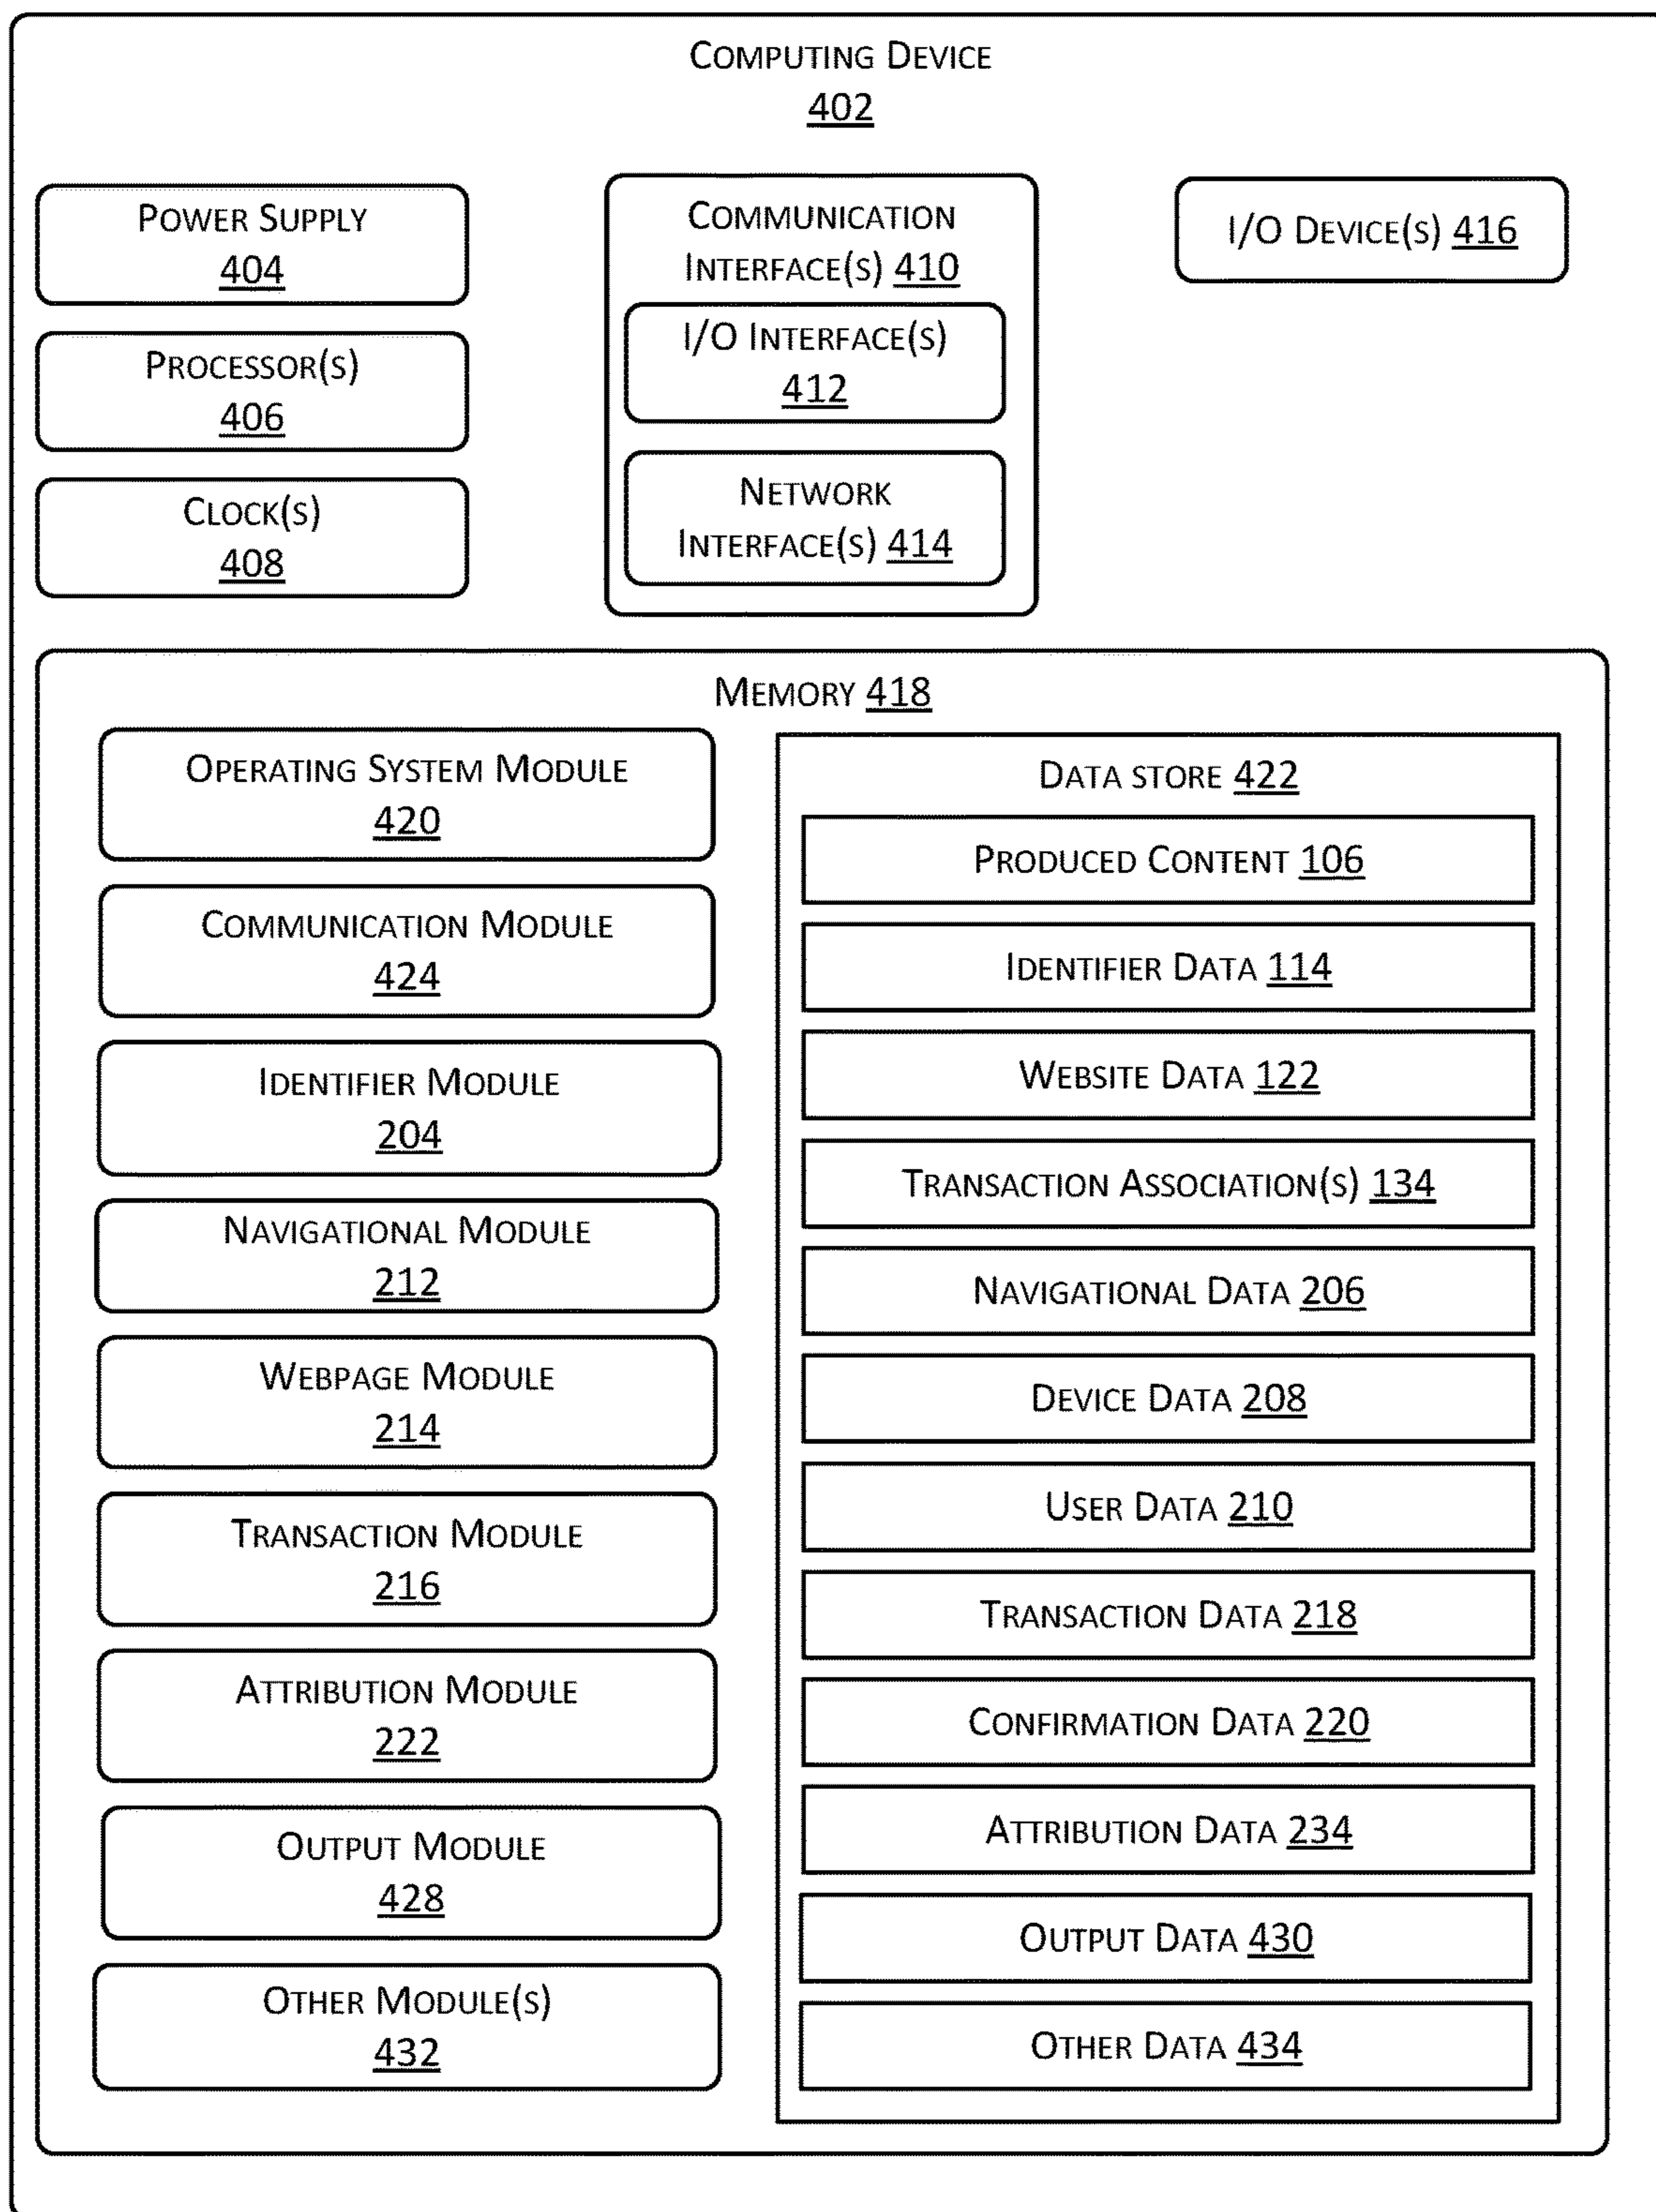 COMPUTING DEVICE
402
POWER SUPPLY
404
PROCESSOR(S)
406
CLOCK(S)
408
COMMUNICATION
INTERFACE(S) 410
I/O INTERFACE(S)
412
NETWORK
INTERFACE(S) 414
I/O DEVICE(S) 416
MEMORY 418
OPERATING SYSTEM MODULE
420
COMMUNICATION MODULE
424
IDENTIFIER MODULE
204
NAVIGATIONAL MODULE
212
WEBPAGE MODULE
214
TRANSACTION MODULE
216
ATTRIBUTION MODULE
222
OUTPUT MODULE
428
OTHER MODULE(S)
432
DATA STORE 422
PRODUCED CONTENT 106
IDENTIFIER DATA 114
WEBSITE DATA 122
TRANSACTION ASSOCIATION(S) 134
NAVIGATIONAL DATA 206
DEVICE DATA 208
USER DATA 210
TRANSACTION DATA 218
CONFIRMATION DATA 220
ATTRIBUTION DATA 234
OUTPUT DATA 430
OTHER DATA 434